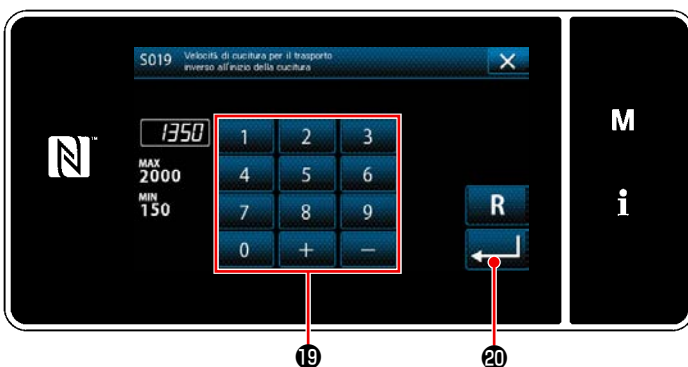 S019 Velocità di cucitura per il trasporto
inverso all'inizio della cucitura
1350
MAX
2000
MIN
150
1 2 3
4 5 6
7 8 9
0 + −
R
M
i
N™
⓳ ⓴